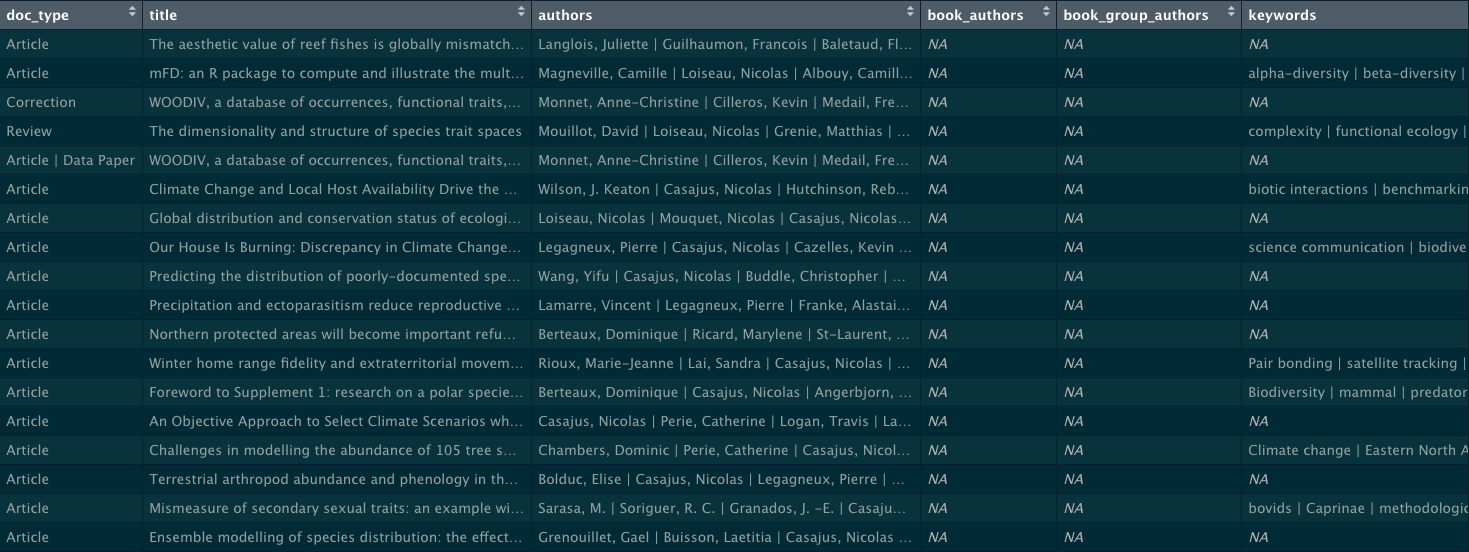 doc_type title authors book_authors book_group_authors keywords
Article The aesthetic value of reef fishes is globally mismatch... Langlois, Juliette | Guilhaumon, Francois | Baletaud, Fl... NA NA NA
Article mFD: an R package to compute and illustrate the mult... Magneville, Camille | Loiseau, Nicolas | Albouy, Camill... NA NA alpha-diversity | beta-diversity |
Correction WOODIV, a database of occurrences, functional traits,... Monnet, Anne-Christine | Cilleros, Kevin | Medail, Fre... NA NA NA
Review The dimensionality and structure of species trait spaces Mouillot, David | Loiseau, Nicolas | Grenie, Matthias | ... NA NA complexity | functional ecology |
Article | Data Paper WOODIV, a database of occurrences, functional traits,... Monnet, Anne-Christine | Cilleros, Kevin | Medail, Fre... NA NA NA
Article Climate Change and Local Host Availability Drive the ... Wilson, J. Keaton | Casajus, Nicolas | Hutchinson, Reb... NA NA biotic interactions | benchmarkin
Article Global distribution and conservation status of ecologi... Loiseau, Nicolas | Mouquet, Nicolas | Casajus, Nicolas... NA NA NA
Article Our House Is Burning: Discrepancy in Climate Change... Legagneux, Pierre | Casajus, Nicolas | Cazelles, Kevin ... NA NA science communication | biodive
Article Predicting the distribution of poorly-documented spe... Wang, Yifu | Casajus, Nicolas | Buddle, Christopher | ... NA NA NA
Article Precipitation and ectoparasitism reduce reproductive ... Lamarre, Vincent | Legagneux, Pierre | Franke, Alastai... NA NA NA
Article Northern protected areas will become important refu... Berteaux, Dominique | Ricard, Marylene | St-Laurent, ... NA NA NA
Article Winter home range fidelity and extraterritorial movem... Rioux, Marie-Jeanne | Lai, Sandra | Casajus, Nicolas | ... NA NA Pair bonding | satellite tracking |
Article Foreword to Supplement 1: research on a polar specie... Berteaux, Dominique | Casajus, Nicolas | Angerbjorn, ... NA NA Biodiversity | mammal | predator
Article An Objective Approach to Select Climate Scenarios wh... Casajus, Nicolas | Perie, Catherine | Logan, Travis | La... NA NA NA
Article Challenges in modelling the abundance of 105 tree s... Chambers, Dominic | Perie, Catherine | Casajus, Nicol... NA NA Climate change | Eastern North A
Article Terrestrial arthropod abundance and phenology in th... Bolduc, Elise | Casajus, Nicolas | Legagneux, Pierre | ... NA NA NA
Article Mismeasure of secondary sexual traits: an example wi... Sarasa, M. | Soriguer, R. C. | Granados, J. -E. | Casaju... NA NA bovids | Caprinae | methodologic
Article Ensemble modelling of species distribution: the effect... Grenouillet, Gael | Buisson, Laetitia | Casajus, Nicolas ... NA NA NA